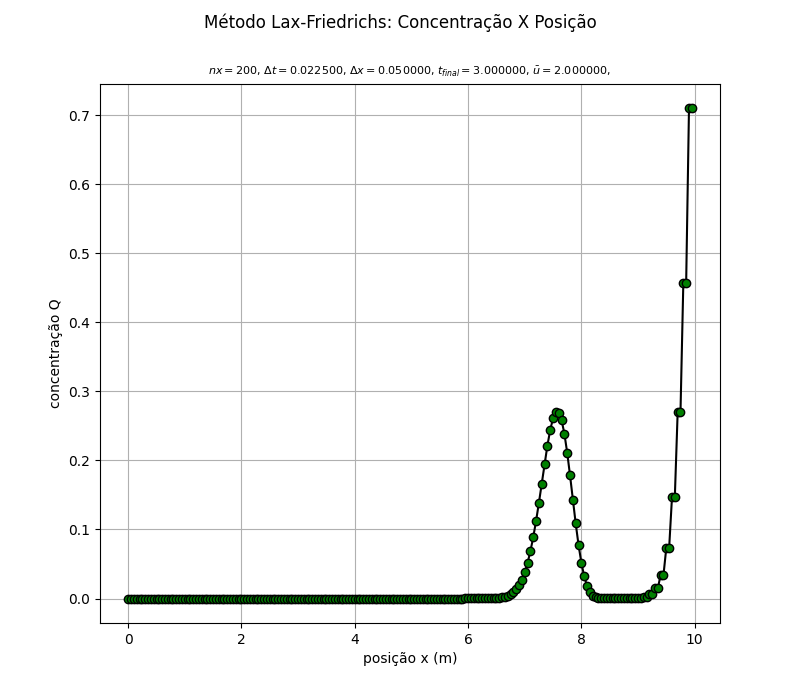 Método Lax-Friedrichs: Concentração X Posição
nx = 200, Δt = 0.022500, Δx = 0.050000, t_final = 3.000000, ū = 2.000000,
0.7
0.6
0.5
0.4
0.3
0.2
0.1
0.0
concentração Q
0 2 4 6 8 10
posição x (m)